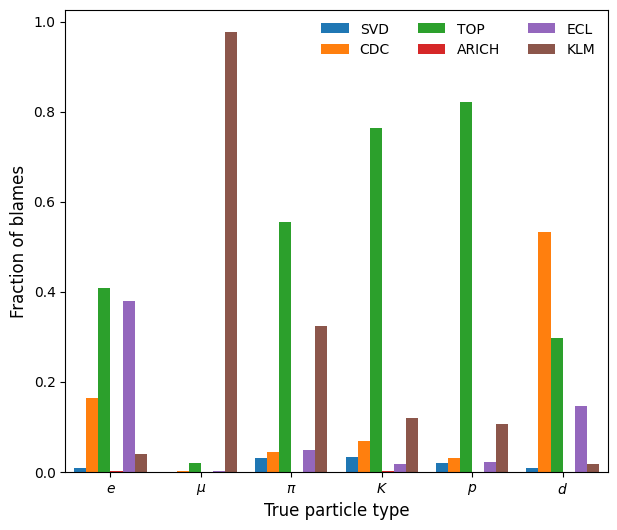 1.0
0.8
0.6
0.4
0.2
0.0
Fraction of blames
SVD TOP ECL
CDC ARICH KLM
e μ π K p d
True particle type